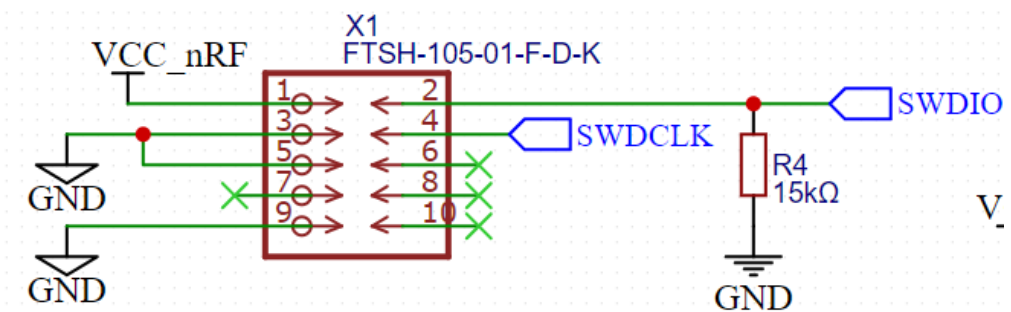 X1
FTSH-105-01-F-D-K
VCC_nRF
1 2
SWDIO
3 4
SWDCLK
5 6
R4
15kΩ
7 8
GND
9 10
V_
GND
GND